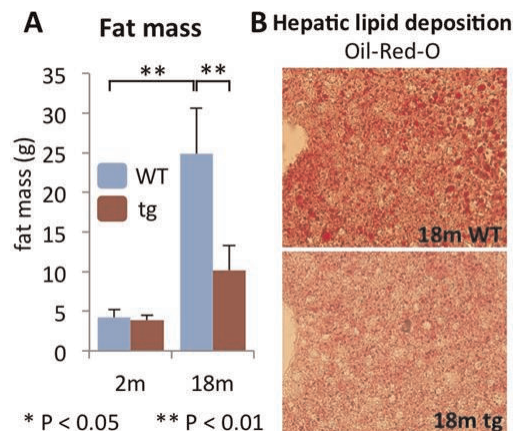 A Fat mass
** **
35
30
25
20
15
10
5
0
fat mass (g)
WT
tg
2m 18m
* P < 0.05 ** P < 0.01
B Hepatic lipid deposition
Oil-Red-O
18m WT
18m tg